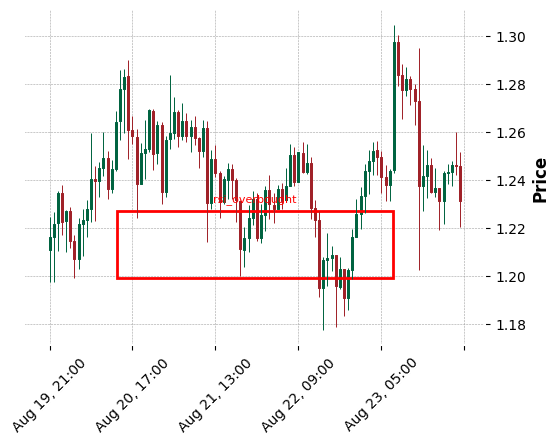 1.30
1.28
1.26
1.24
1.22
1.20
1.18
Price
rsi_overbought
Aug 19, 21:00
Aug 20, 17:00
Aug 21, 13:00
Aug 22, 09:00
Aug 23, 05:00